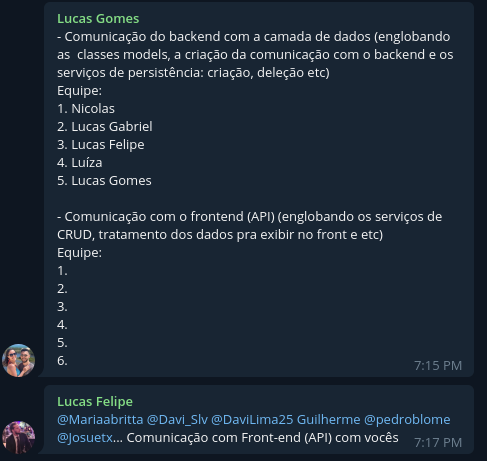 Lucas Gomes
- Comunicação do backend com a camada de dados (englobando
as classes models, a criação da comunicação com o backend e os
serviços de persistência: criação, deleção etc)
Equipe:
1. Nicolas
2. Lucas Gabriel
3. Lucas Felipe
4. Luíza
5. Lucas Gomes
- Comunicação com o frontend (API) (englobando os serviços de
CRUD, tratamento dos dados pra exibir no front e etc)
Equipe:
1.
2.
3.
4.
5.
6.
7:15 PM
Lucas Felipe
@Mariaabritta @Davi_Slv @DaviLima25 Guilherme @pedroblome
@Josuetx... Comunicação com Front-end (API) com vocês
7:17 PM